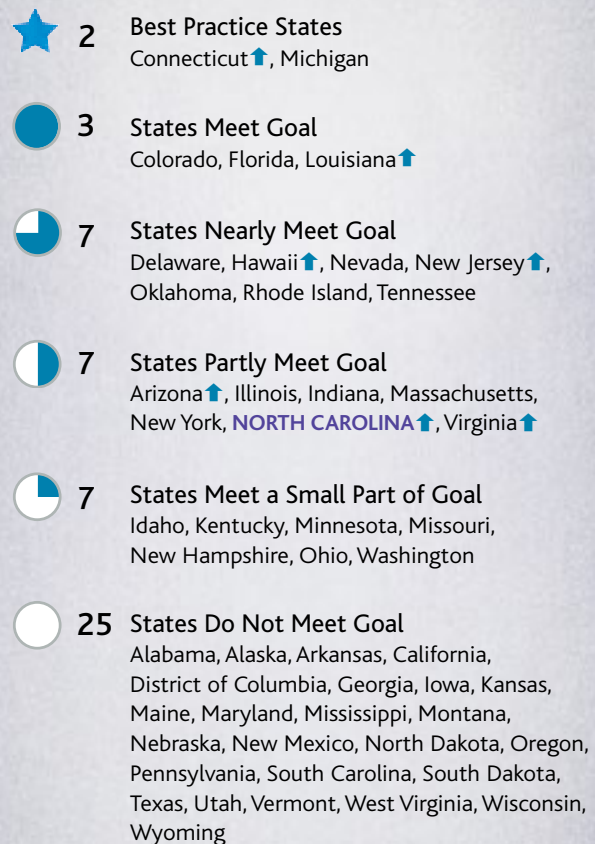 2 Best Practice States
Connecticut⬆, Michigan
3 States Meet Goal
Colorado, Florida, Louisiana⬆
7 States Nearly Meet Goal
Delaware, Hawaii⬆, Nevada, New Jersey⬆,
Oklahoma, Rhode Island, Tennessee
7 States Partly Meet Goal
Arizona⬆, Illinois, Indiana, Massachusetts,
New York, NORTH CAROLINA⬆, Virginia⬆
7 States Meet a Small Part of Goal
Idaho, Kentucky, Minnesota, Missouri,
New Hampshire, Ohio, Washington
25 States Do Not Meet Goal
Alabama, Alaska, Arkansas, California,
District of Columbia, Georgia, Iowa, Kansas,
Maine, Maryland, Mississippi, Montana,
Nebraska, New Mexico, North Dakota, Oregon,
Pennsylvania, South Carolina, South Dakota,
Texas, Utah, Vermont, West Virginia, Wisconsin,
Wyoming